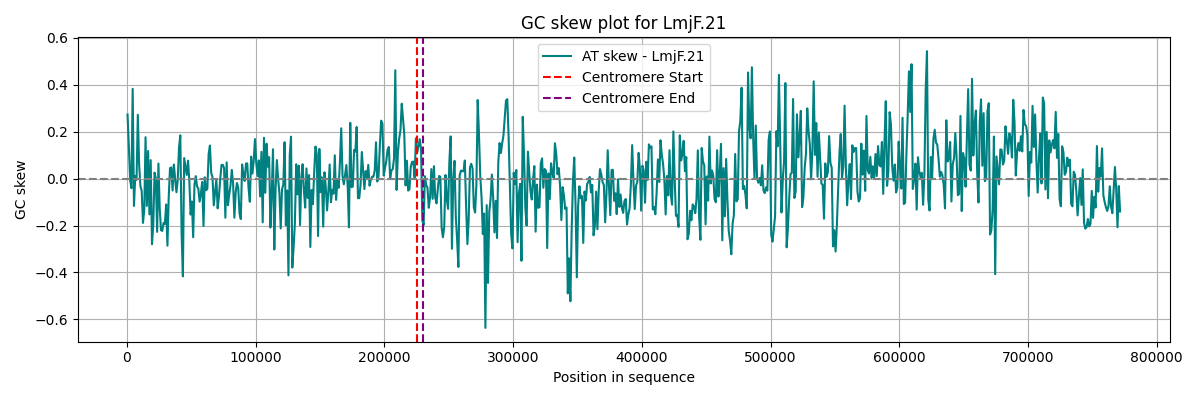 GC skew plot for LmjF.21
AT skew - LmjF.21
Centromere Start
Centromere End
GC skew
0.6
0.4
0.2
0.0
−0.2
−0.4
−0.6
0 100000 200000 300000 400000 500000 600000 700000 800000
Position in sequence